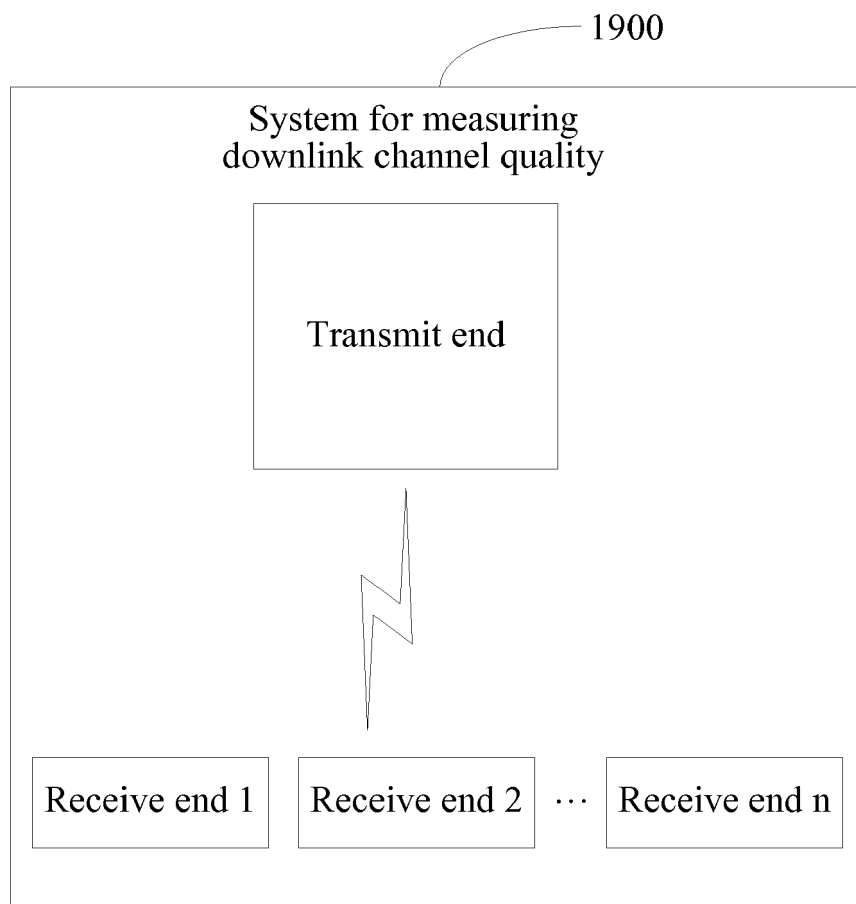 1900
System for measuring
downlink channel quality
Transmit end
Receive end 1 Receive end 2 ··· Receive end n